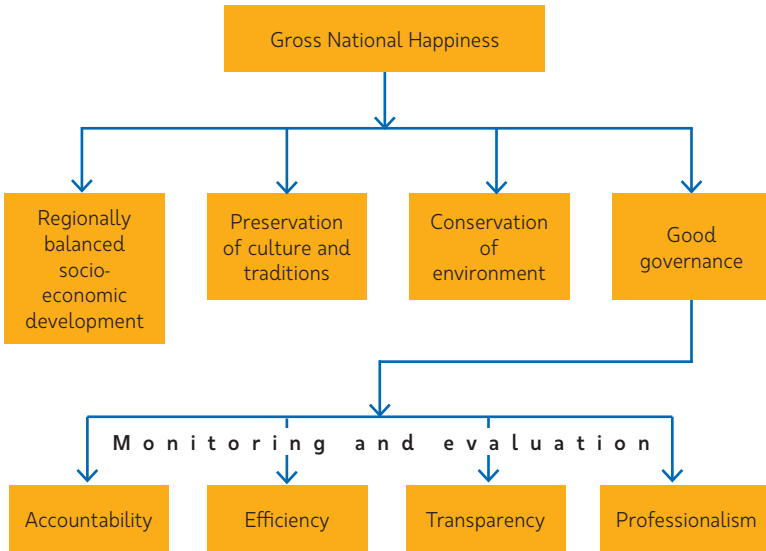 Gross National Happiness
Regionally
balanced
socio-
economic
development
Preservation
of culture and
traditions
Conservation
of
environment
Good
governance
Monitoring and evaluation
Accountability
Efficiency
Transparency
Professionalism